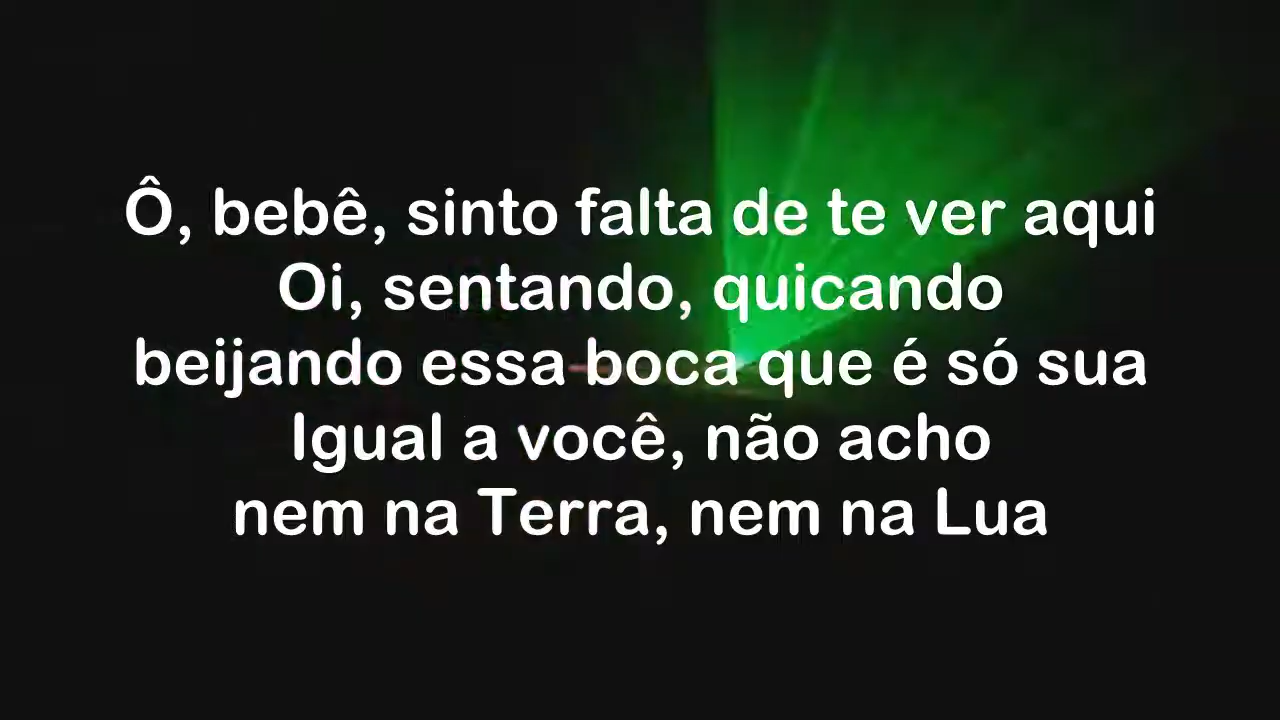 Ô, bebê, sinto falta de te ver aqui
Oi, sentando, quicando
beijando essa boca que é só sua
Igual a você, não acho
nem na Terra, nem na Lua